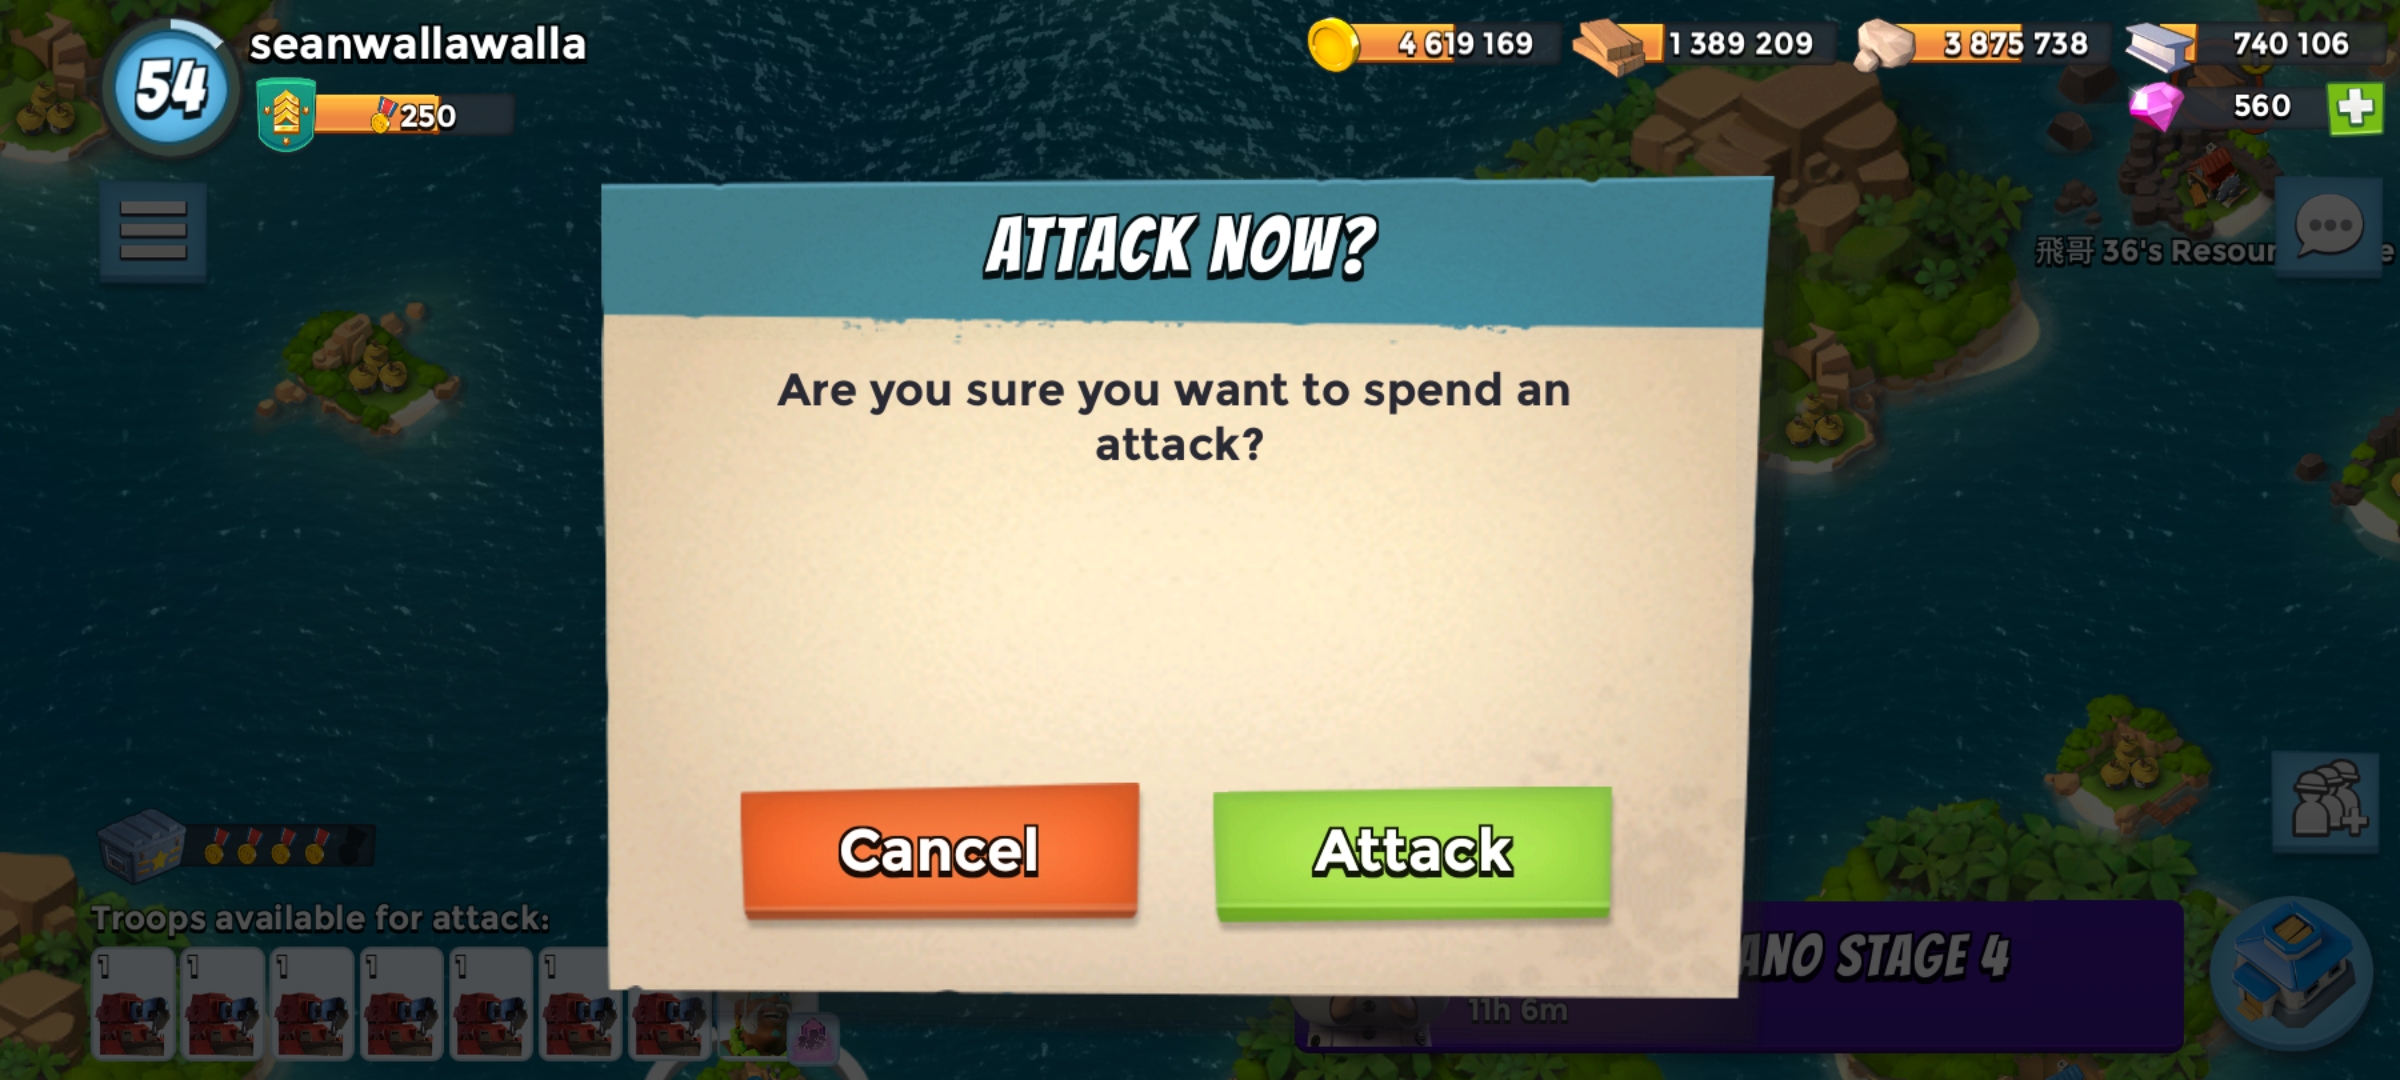 54
seanwallawalla
250
4 619 169
1 389 209
3 875 738
740 106
560
飛哥 36's Resour
ATTACK NOW?
Are you sure you want to spend an
attack?
Cancel
Attack
Troops available for attack:
1
1
1
1
1
1
STAGE 4
11h 6m